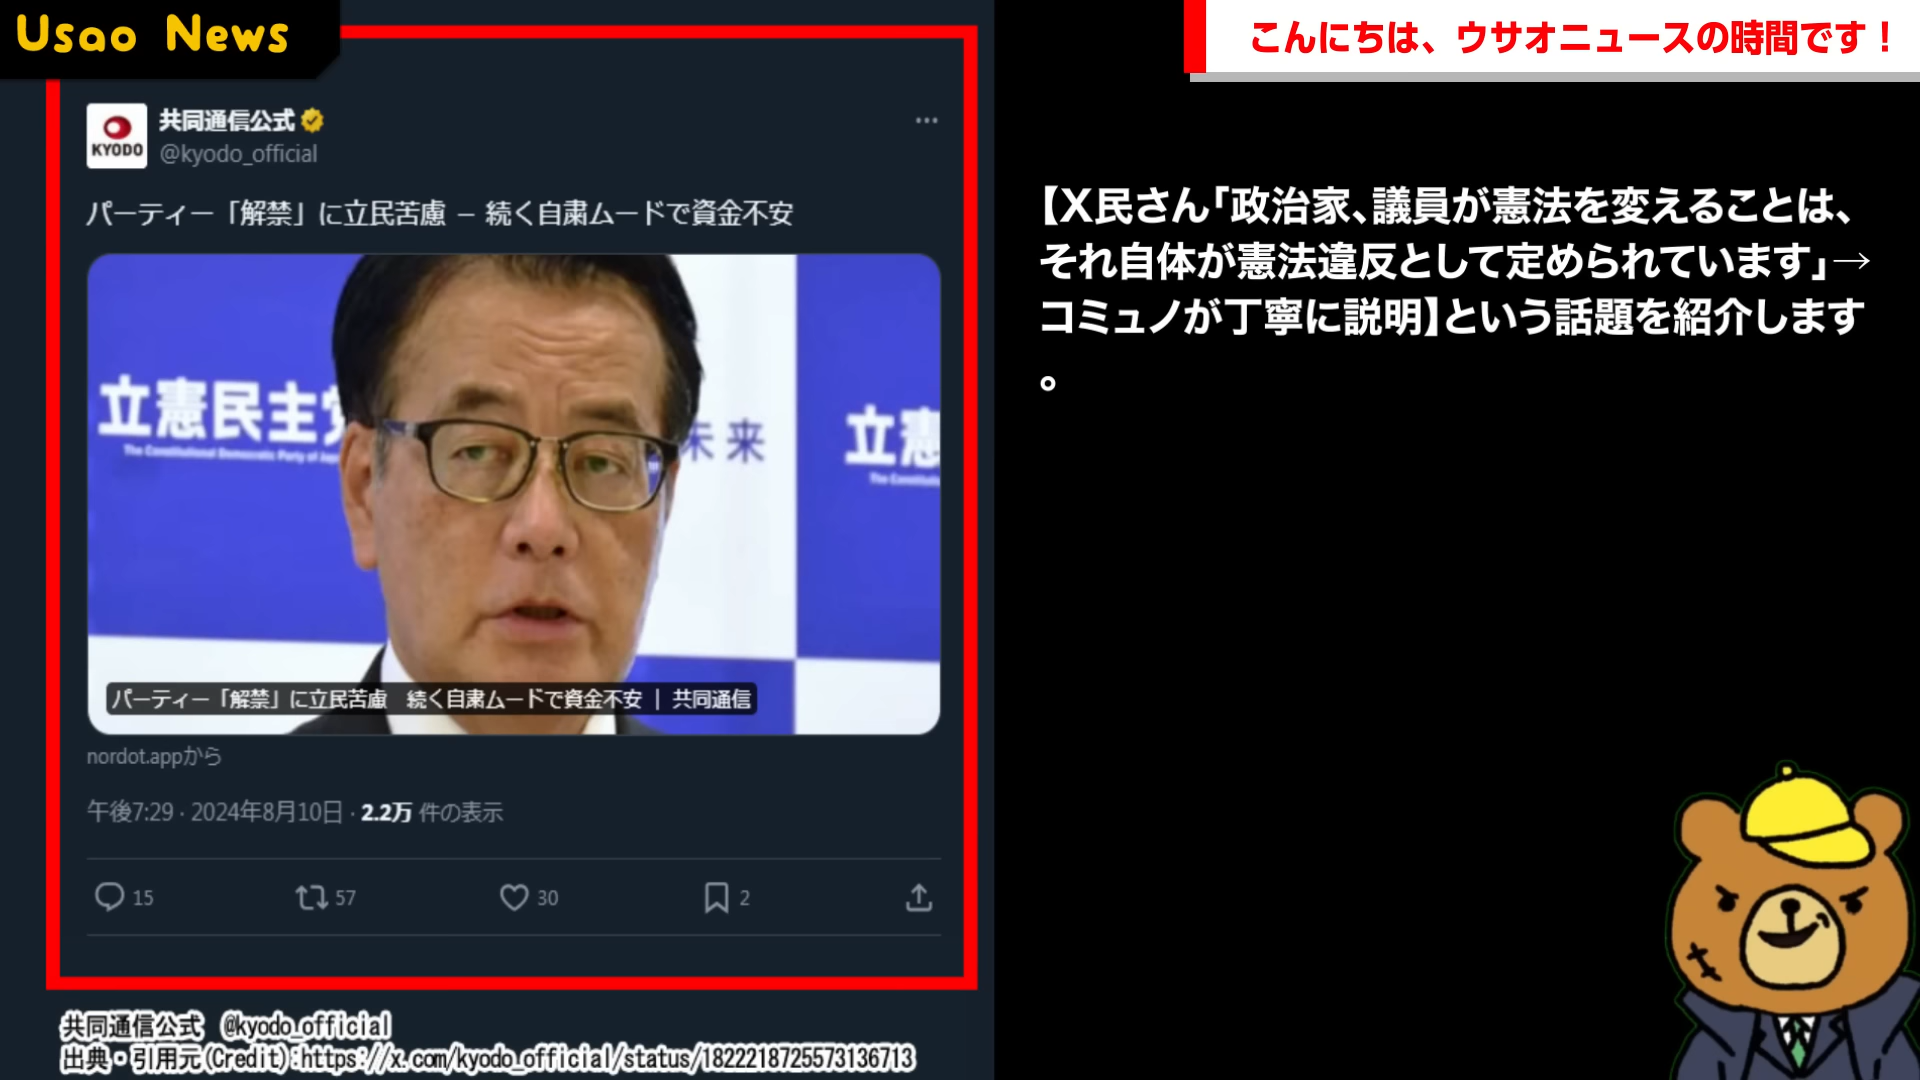 Usao News
こんにちは、ウサオニュースの時間です！
KYODO
共同通信公式
@kyodo_official
パーティー「解禁」に立民苦慮 – 続く自粛ムードで資金不安
立憲民主党
The Constitutional Democratic Party of Japan
未来
立憲
The Constitu
パーティー「解禁」に立民苦慮　続く自粛ムードで資金不安 | 共同通信
nordot.appから
午後7:29 · 2024年8月10日 · 2.2万 件の表示
15 57 30 2
共同通信公式 @kyodo_official
出典・引用元(Credit):https://x.com/kyodo_official/status/1822218725573136713
【X民さん「政治家、議員が憲法を変えることは、
それ自体が憲法違反として定められています」→
コミュノが丁寧に説明】という話題を紹介します
。